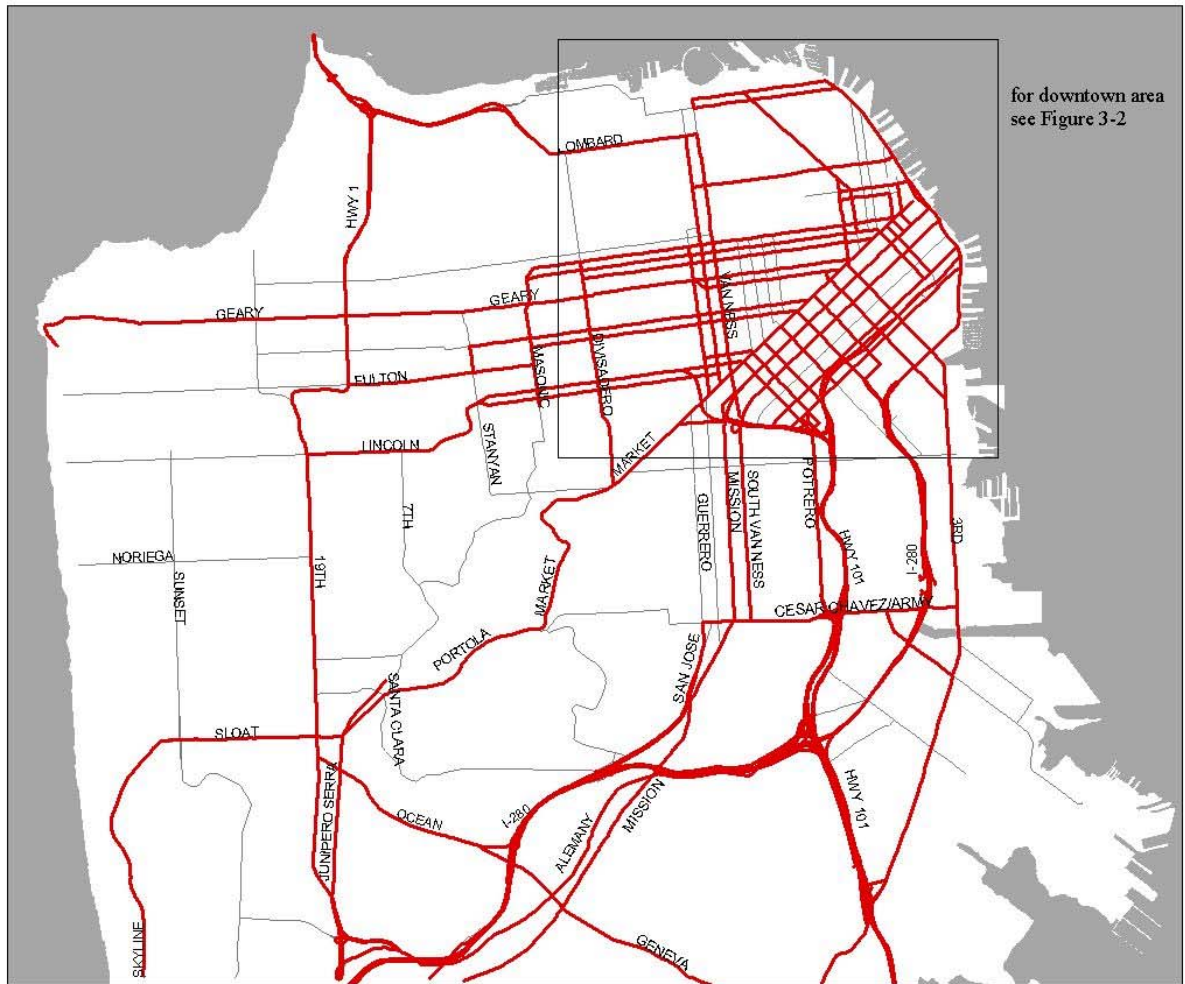 for downtown area
see Figure 3-2
LOMBARD
HWY 1
GEARY
GEARY
VAN NESS
DIVISADERO
MASONIC
FULTON
LINCOLN
STANYAN
MARKET
7TH
GUERRERO
MISSION
SOUTH VAN NESS
POTRERO
HWY 101
I-280
3RD
NORIEGA
SUNSET
19TH
MARKET
CESAR CHAVEZ/ARMY
PORTOLA
SAN JOSE
SANTA CLARA
SLOAT
JUNIPERO SERRA
OCEAN
I-280
ALEMANY
MISSION
HWY 101
SKYLINE
GENEVA